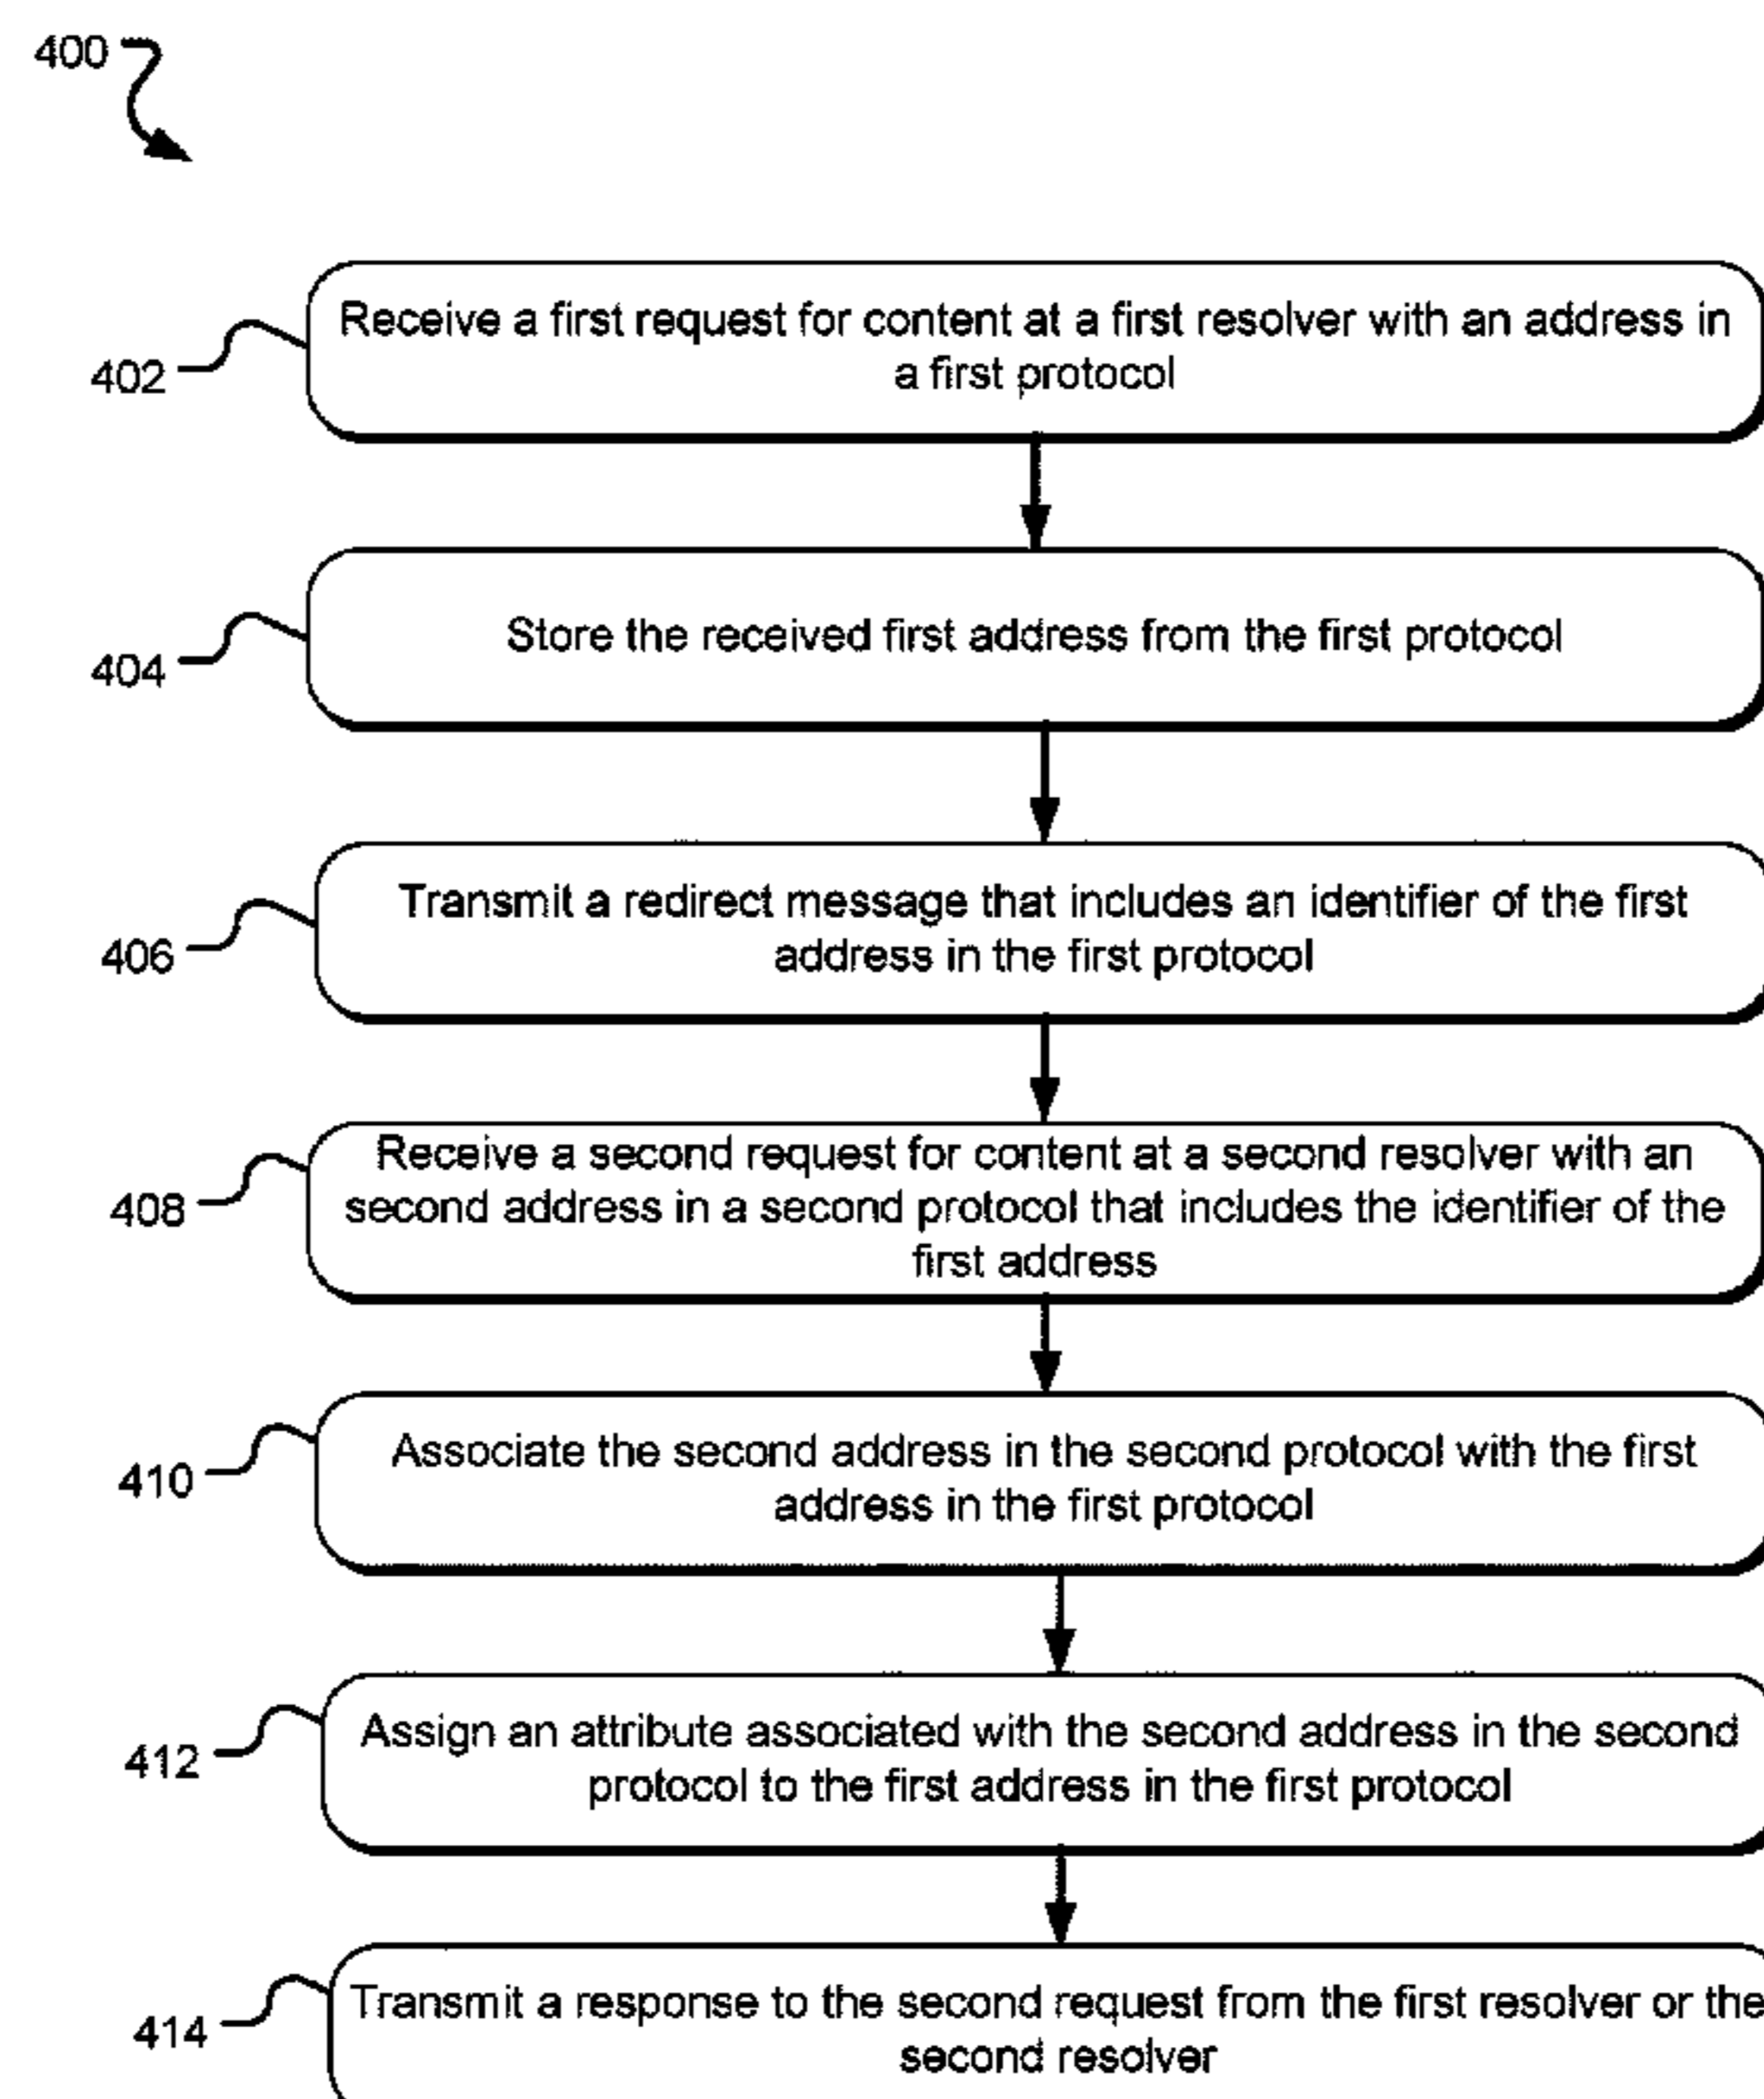 400
Receive a first request for content at a first resolver with an address in
a first protocol
402
Store the received first address from the first protocol
404
Transmit a redirect message that includes an identifier of the first
address in the first protocol
406
Receive a second request for content at a second resolver with an
second address in a second protocol that includes the identifier of the
first address
408
Associate the second address in the second protocol with the first
address in the first protocol
410
Assign an attribute associated with the second address in the second
protocol to the first address in the first protocol
412
Transmit a response to the second request from the first resolver or the
second resolver
414